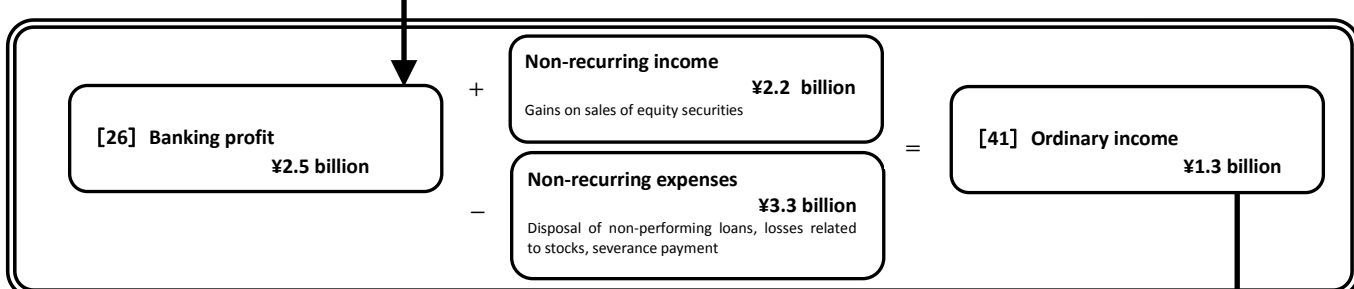 [26] Banking profit
¥2.5 billion
+
Non-recurring income
¥2.2 billion
Gains on sales of equity securities
−
Non-recurring expenses
¥3.3 billion
Disposal of non-performing loans, losses related
to stocks, severance payment
=
[41] Ordinary income
¥1.3 billion